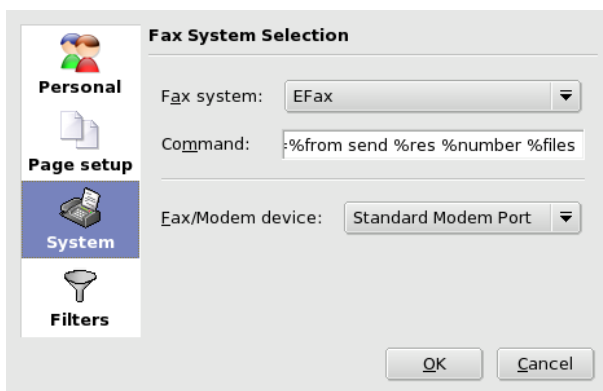 Personal
Page setup
System
Filters
Fax System Selection
Fax system: EFax
Command: =%from send %res %number %files
Fax/Modem device: Standard Modem Port
OK Cancel